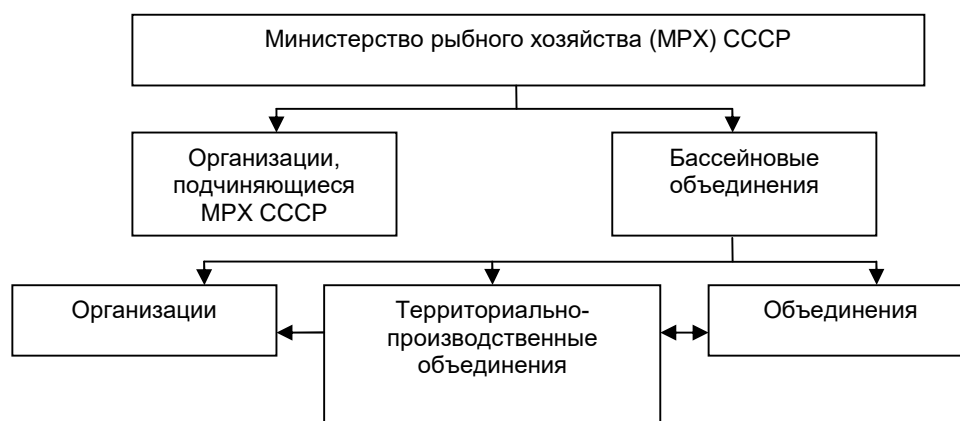 Министерство рыбного хозяйства (МРХ) СССР
Организации,
подчиняющиеся
МРХ СССР
Бассейновые
объединения
Организации
Территориально-
производственные
объединения
Объединения